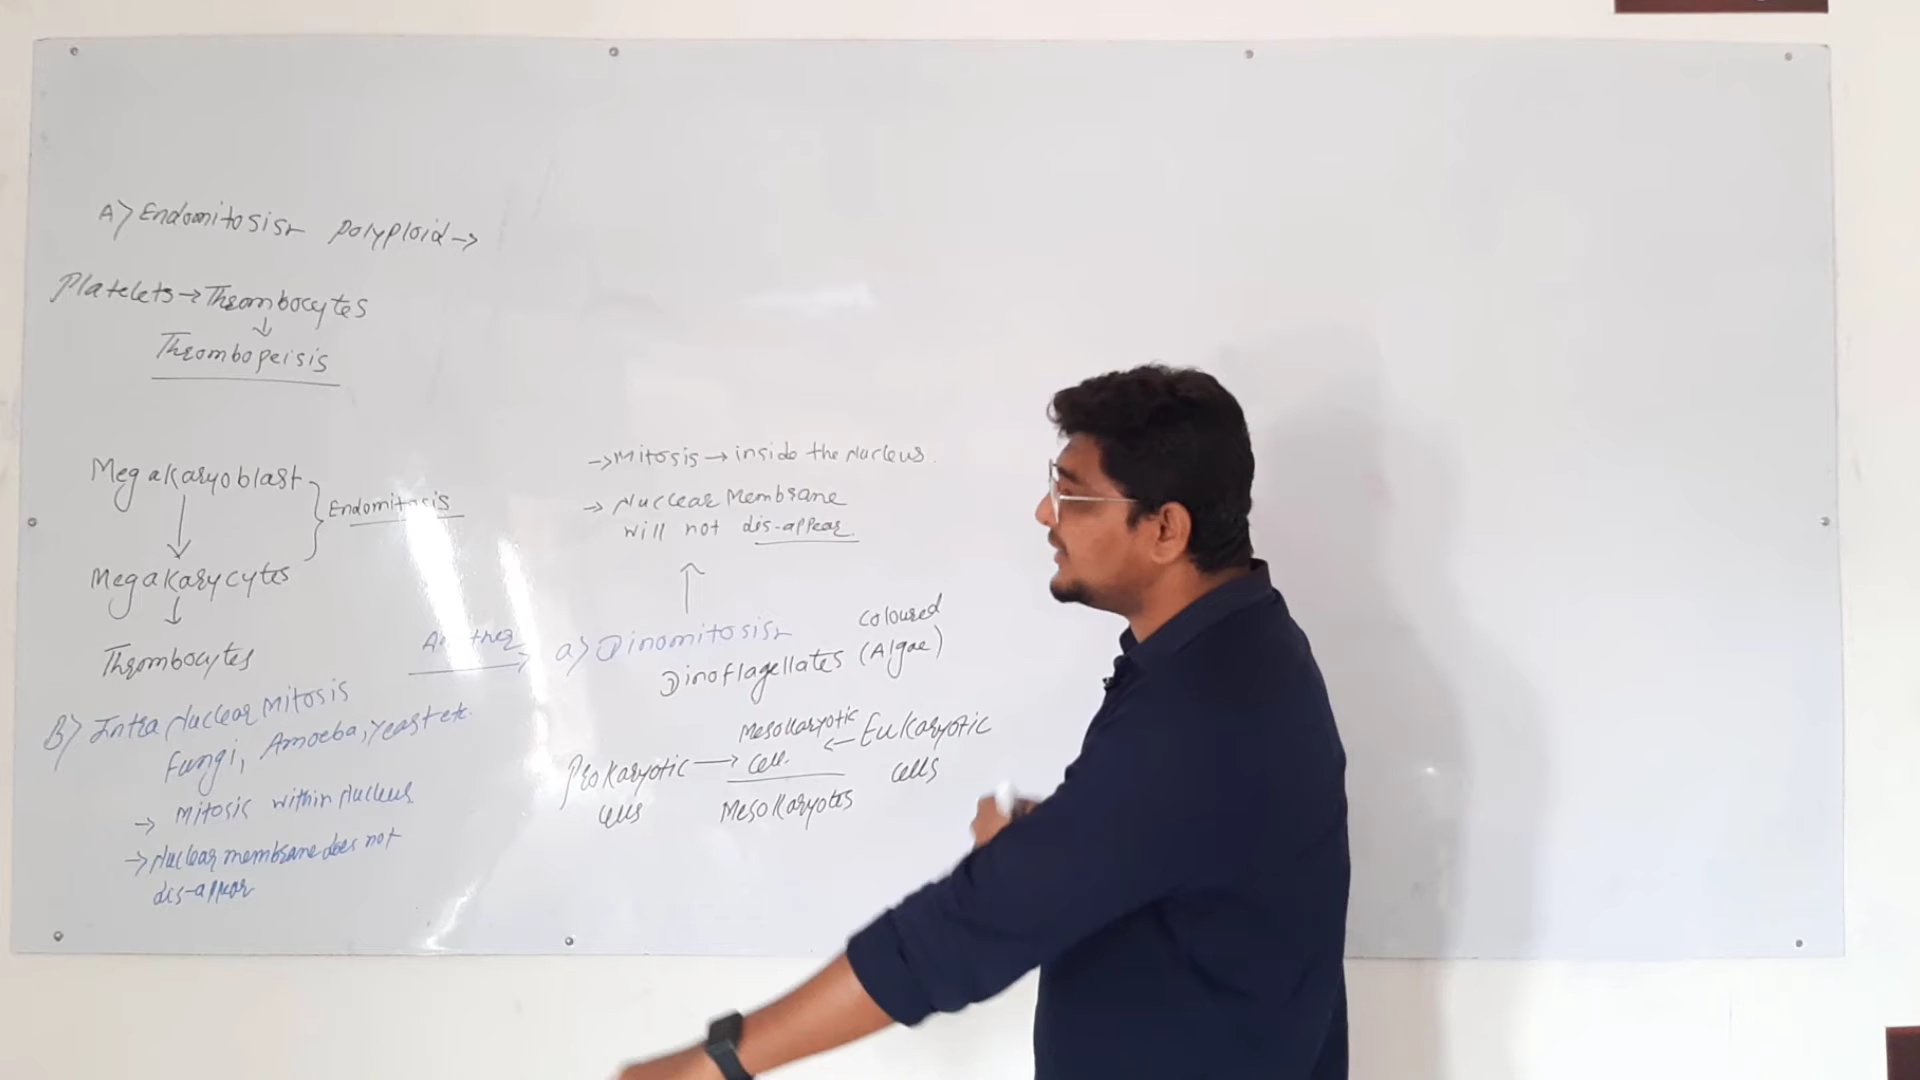 A) Endomitosis:- polyploid →
Platelets → Thrombocytes
↓
Thrombopeisis
Megakaryoblast
Endomitosis
↓
Megakarycytes
↓
Thrombocytes
B) Intra Nuclear Mitosis
Fungi, Amoeba, Yeast etc.
→ Mitosis within Nucleus
→ Nuclear membrane does not
dis-appear
→ Mitosis → inside the Nucleus.
→ Nuclear Membrane
will not dis-appear.
↑
a) Dinomitosis:-
coloured
Dinoflagellates (Algae)
Mesokaryotic ← Eukaryotic
Prokaryotic → cell. cells
cells Mesokaryotes